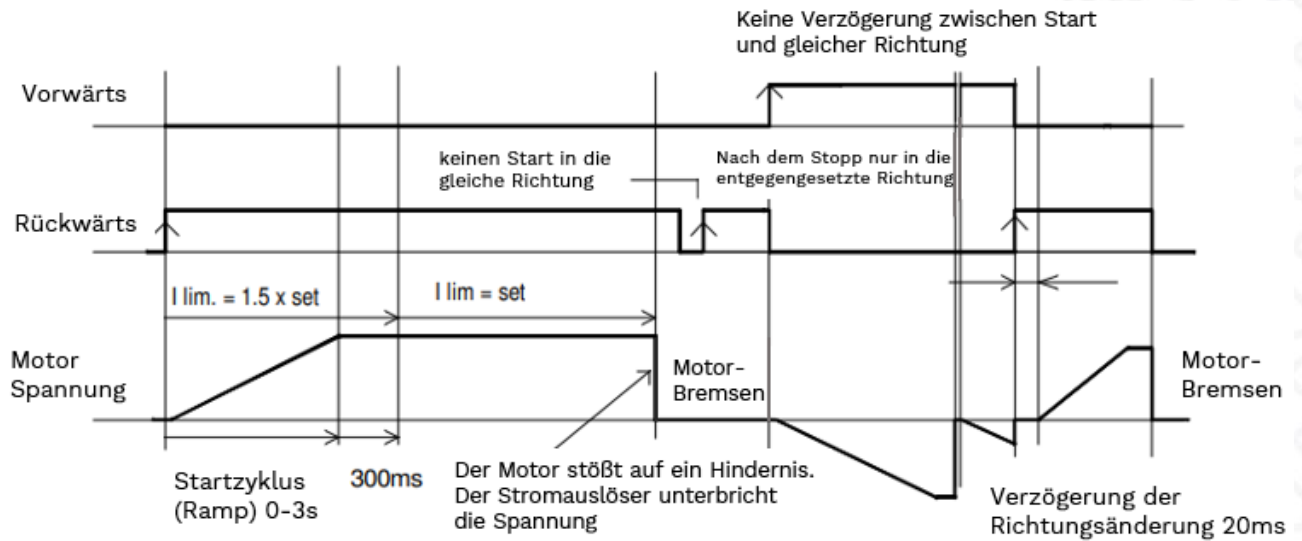 Keine Verzögerung zwischen Start
und gleicher Richtung
Vorwärts
keinen Start in die
gleiche Richtung
Nach dem Stopp nur in die
entgegengesetzte Richtung
Rückwärts
I lim. = 1.5 x set
I lim = set
Motor
Spannung
Motor-
Bremsen
Motor-
Bremsen
Startzyklus
(Ramp) 0-3s
300ms
Der Motor stößt auf ein Hindernis.
Der Stromauslöser unterbricht
die Spannung
Verzögerung der
Richtungsänderung 20ms